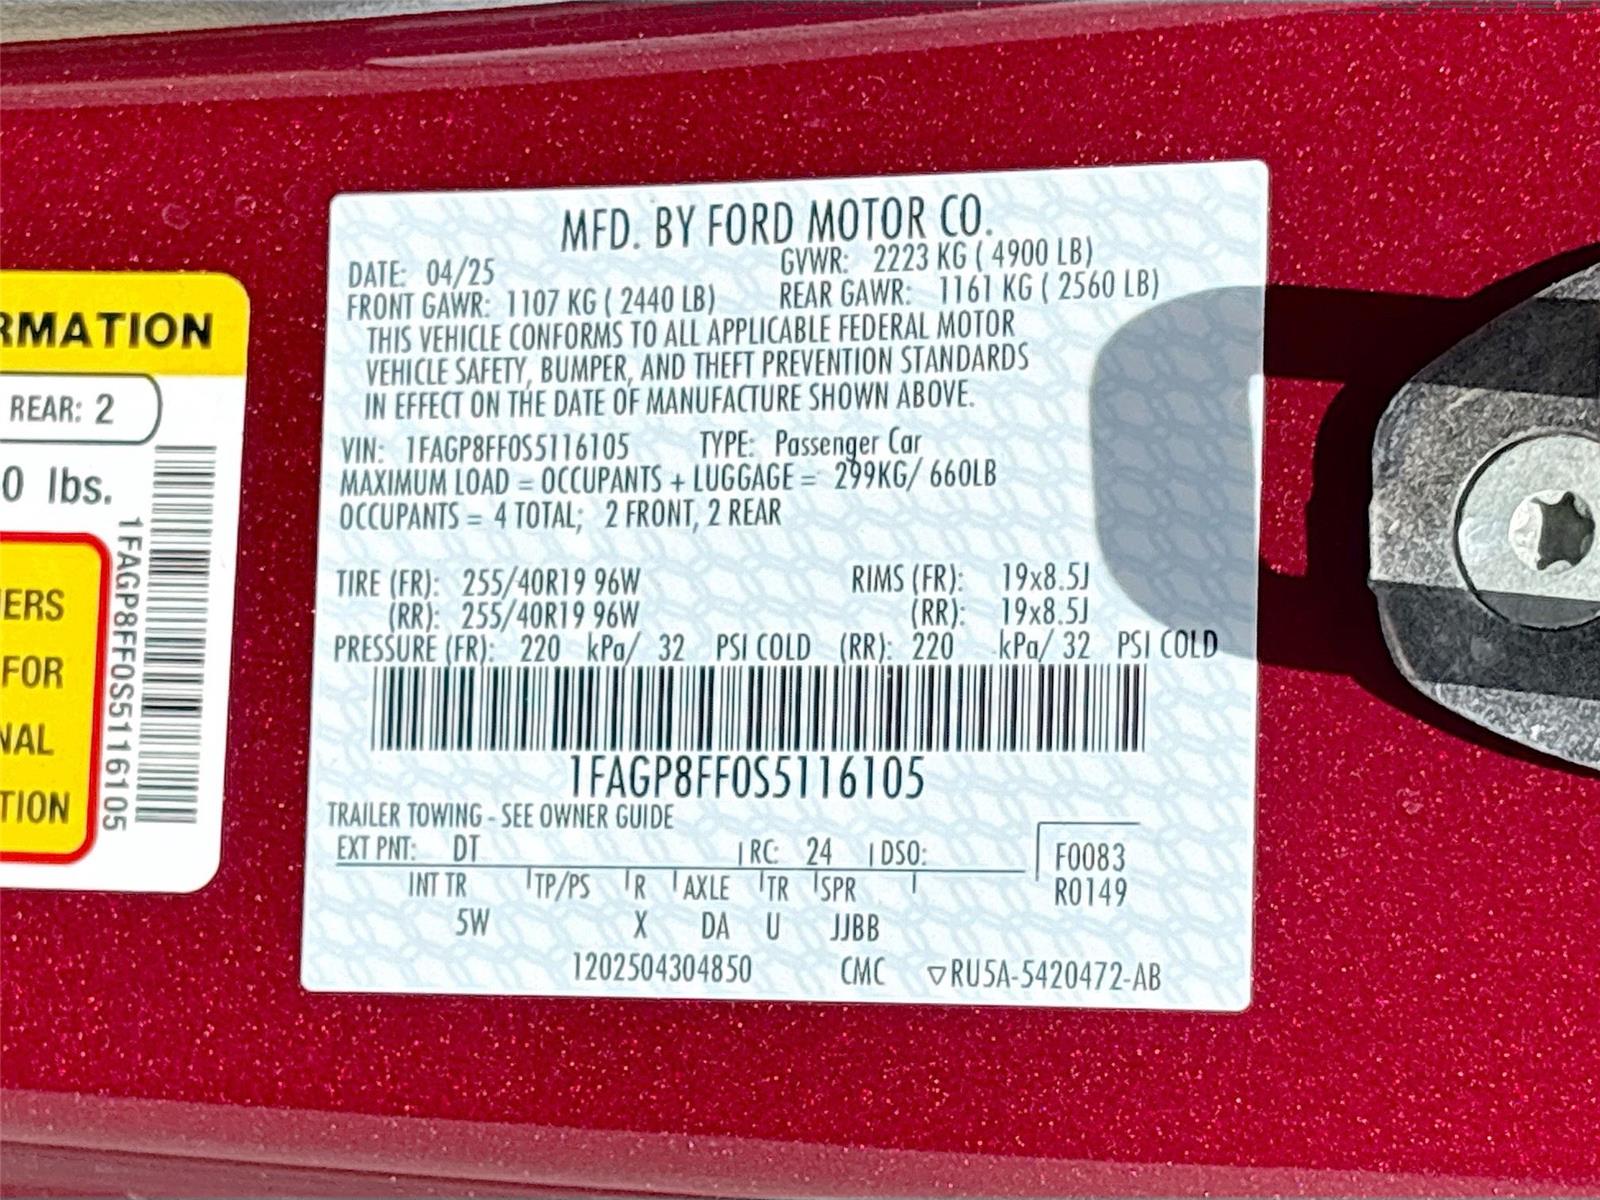 RMATION
REAR: 2
0 lbs.
IERS
FOR
NAL
TION
1FAGP8FF0S5116105
MFD. BY FORD MOTOR CO.
DATE: 04/25 GVWR: 2223 KG ( 4900 LB)
FRONT GAWR: 1107 KG ( 2440 LB) REAR GAWR: 1161 KG ( 2560 LB)
THIS VEHICLE CONFORMS TO ALL APPLICABLE FEDERAL MOTOR
VEHICLE SAFETY, BUMPER, AND THEFT PREVENTION STANDARDS
IN EFFECT ON THE DATE OF MANUFACTURE SHOWN ABOVE.
VIN: 1FAGP8FF0S5116105 TYPE: Passenger Car
MAXIMUM LOAD = OCCUPANTS + LUGGAGE = 299KG/ 660LB
OCCUPANTS = 4 TOTAL; 2 FRONT, 2 REAR
TIRE (FR): 255/40R19 96W RIMS (FR): 19x8.5J
(RR): 255/40R19 96W (RR): 19x8.5J
PRESSURE (FR): 220 kPa/ 32 PSI COLD (RR): 220 kPa/ 32 PSI COLD
1FAGP8FF0S5116105
TRAILER TOWING - SEE OWNER GUIDE
EXT PNT: DT RC: 24 DSO: F0083
INT TR TP/PS R AXLE TR SPR R0149
5W X DA U JJBB
1202504304850 CMC ▽RU5A-5420472-AB